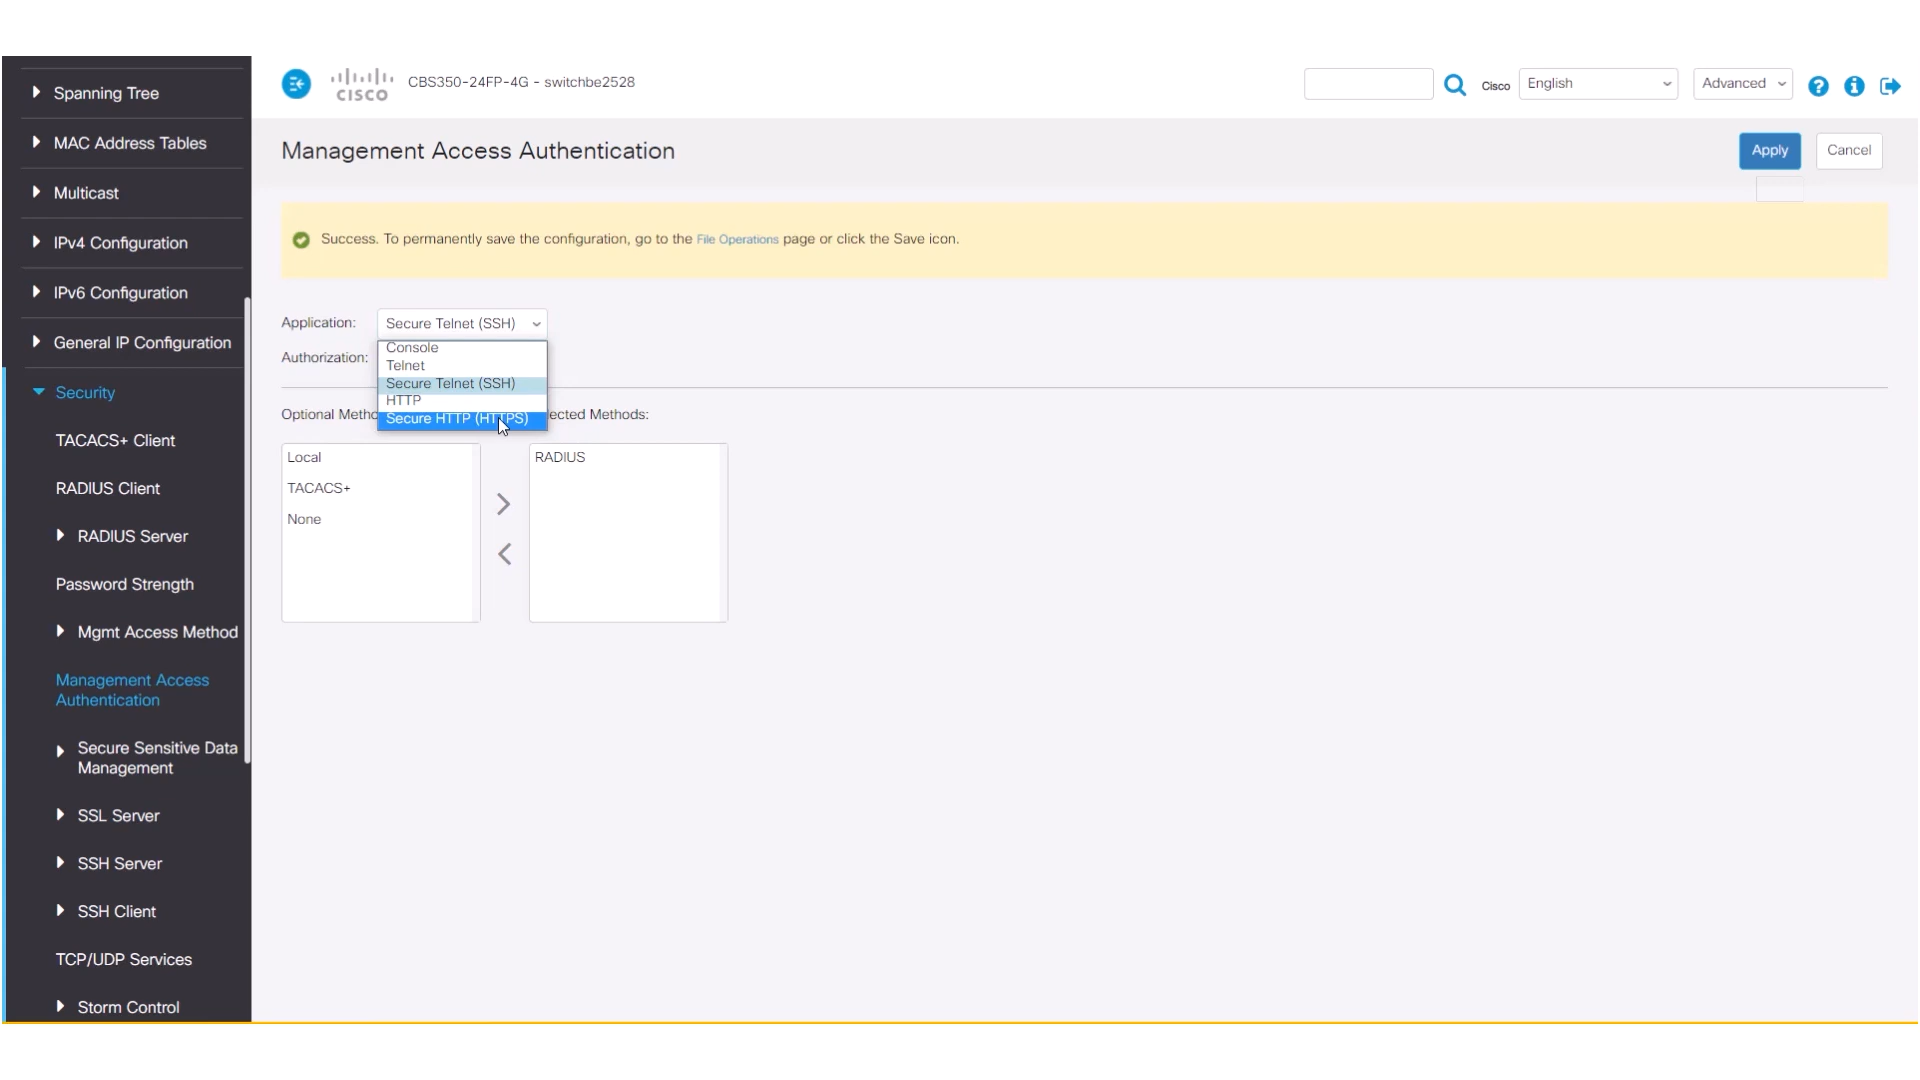 Spanning Tree
MAC Address Tables
Multicast
IPv4 Configuration
IPv6 Configuration
General IP Configuration
Security
TACACS+ Client
RADIUS Client
RADIUS Server
Password Strength
Mgmt Access Method
Management Access
Authentication
Secure Sensitive Data
Management
SSL Server
SSH Server
SSH Client
TCP/UDP Services
Storm Control
CISCO
CBS350-24FP-4G - switchbe2528
Cisco
English
Advanced
Management Access Authentication
Apply
Cancel
Success. To permanently save the configuration, go to the File Operations page or click the Save icon.
Application:
Secure Telnet (SSH)
Authorization:
Console
Telnet
Secure Telnet (SSH)
HTTP
Secure HTTP (HTTPS)
Optional Metho
ected Methods:
Local
TACACS+
None
RADIUS